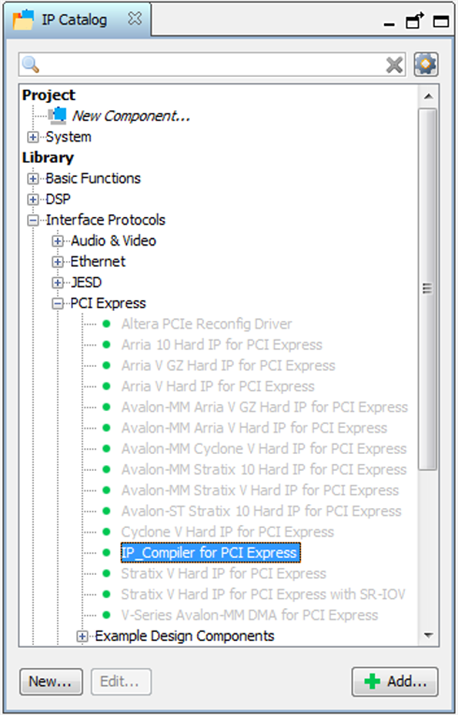 IP Catalog
Project
New Component...
System
Library
Basic Functions
DSP
Interface Protocols
Audio & Video
Ethernet
JESD
PCI Express
Altera PCIe Reconfig Driver
Arria 10 Hard IP for PCI Express
Arria V GZ Hard IP for PCI Express
Arria V Hard IP for PCI Express
Avalon-MM Arria V GZ Hard IP for PCI Express
Avalon-MM Arria V Hard IP for PCI Express
Avalon-MM Cyclone V Hard IP for PCI Express
Avalon-MM Stratix 10 Hard IP for PCI Express
Avalon-MM Stratix V Hard IP for PCI Express
Avalon-ST Stratix 10 Hard IP for PCI Express
Cyclone V Hard IP for PCI Express
IP_Compiler for PCI Express
Stratix V Hard IP for PCI Express
Stratix V Hard IP for PCI Express with SR-IOV
V-Series Avalon-MM DMA for PCI Express
Example Design Components
New... Edit... Add...